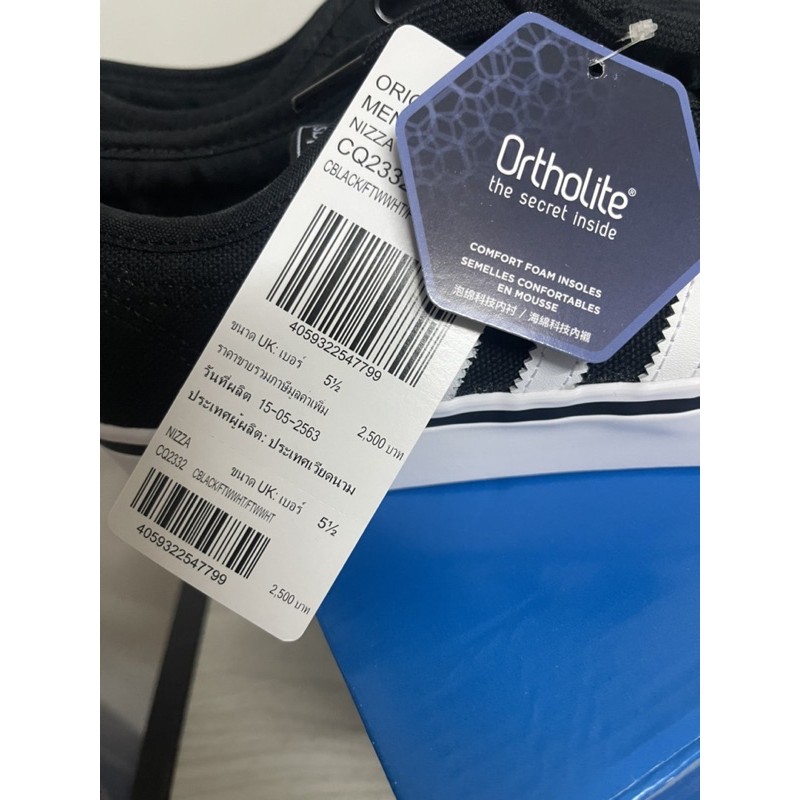 NIZZA
CQ2332
CBLACK/FTWWHT/
4059322547799
ขนาด UK: เบอร์ 5½
ราคาขายรวมภาษีมูลค่าเพิ่ม 2,500 บาท
วันที่ผลิต 15-05-2563
ประเทศผู้ผลิต: ประเทศเวียดนาม
NIZZA
CQ2332 CBLACK/FTWWHT/FTWWHT
ขนาด UK: เบอร์ 5½
4059322547799
2,500 บาท
Ortholite®
the secret inside
COMFORT FOAM INSOLES
SEMELLES CONFORTABLES
EN MOUSSE
泡綿科技內衬 / 海綿科技內襯